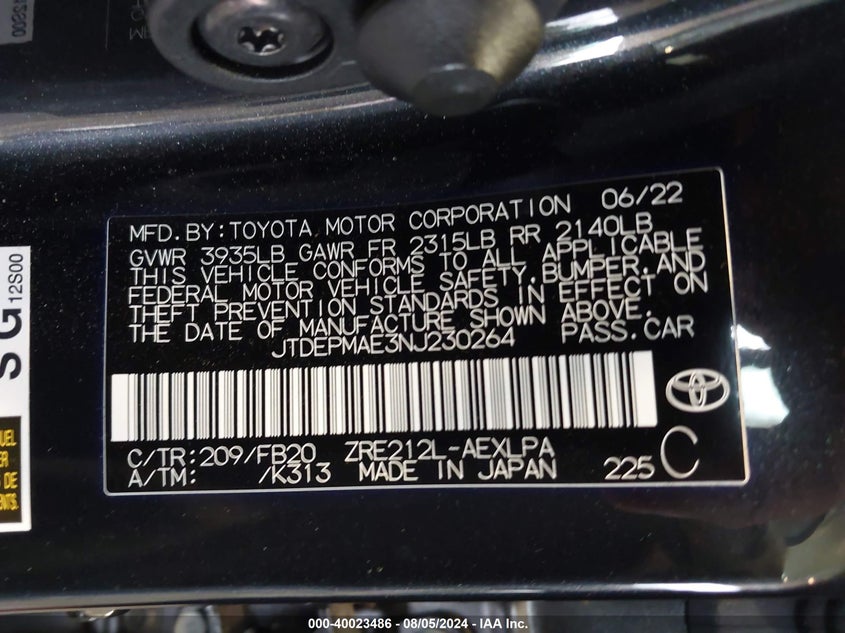 MFD.BY:TOYOTA MOTOR CORPORATION 06/22
GVWR 3935LB GAWR FR 2315LB RR 2140LB
THIS VEHICLE CONFORMS TO ALL APPLICABLE
FEDERAL MOTOR VEHICLE SAFETY,BUMPER,AND
THEFT PREVENTION STANDARDS IN EFFECT ON
THE DATE OF MANUFACTURE SHOWN ABOVE.
JTDEPMAE3NJ230264 PASS.CAR
C/TR:209/FB20 ZRE212L-AEXLPA
A/TM: /K313 MADE IN JAPAN 225 C
SG12S00
000-40023486 - 08/05/2024 - IAA Inc.